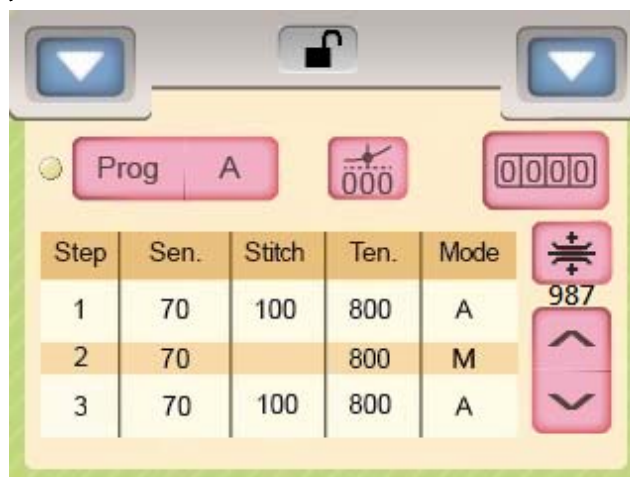 Prog A
000
0000
Step Sen. Stitch Ten. Mode
987
1 70 100 800 A
2 70 800 M
3 70 100 800 A